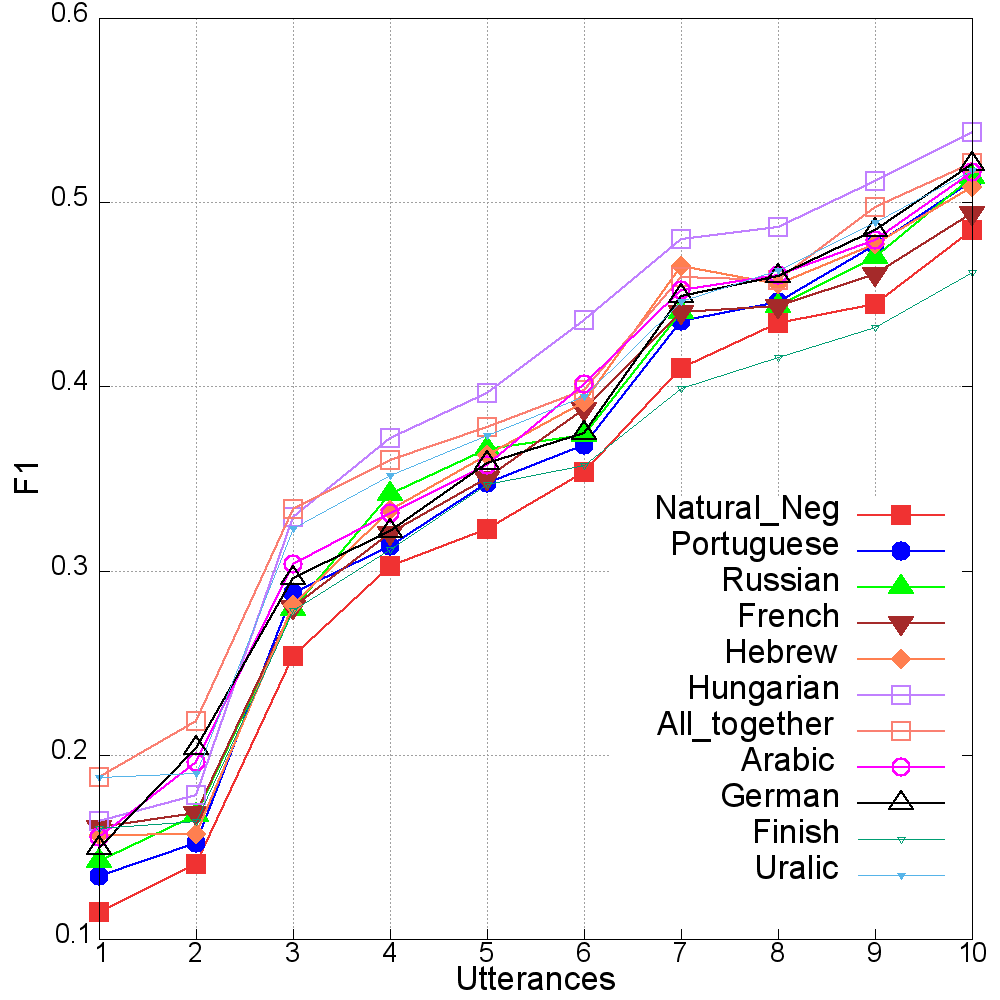 0.6
0.5
0.4
0.3
0.2
0.1
F1
Natural_Neg
Portuguese
Russian
French
Hebrew
Hungarian
All_together
Arabic
German
Finish
Uralic
1 2 3 4 5 6 7 8 9 10
Utterances